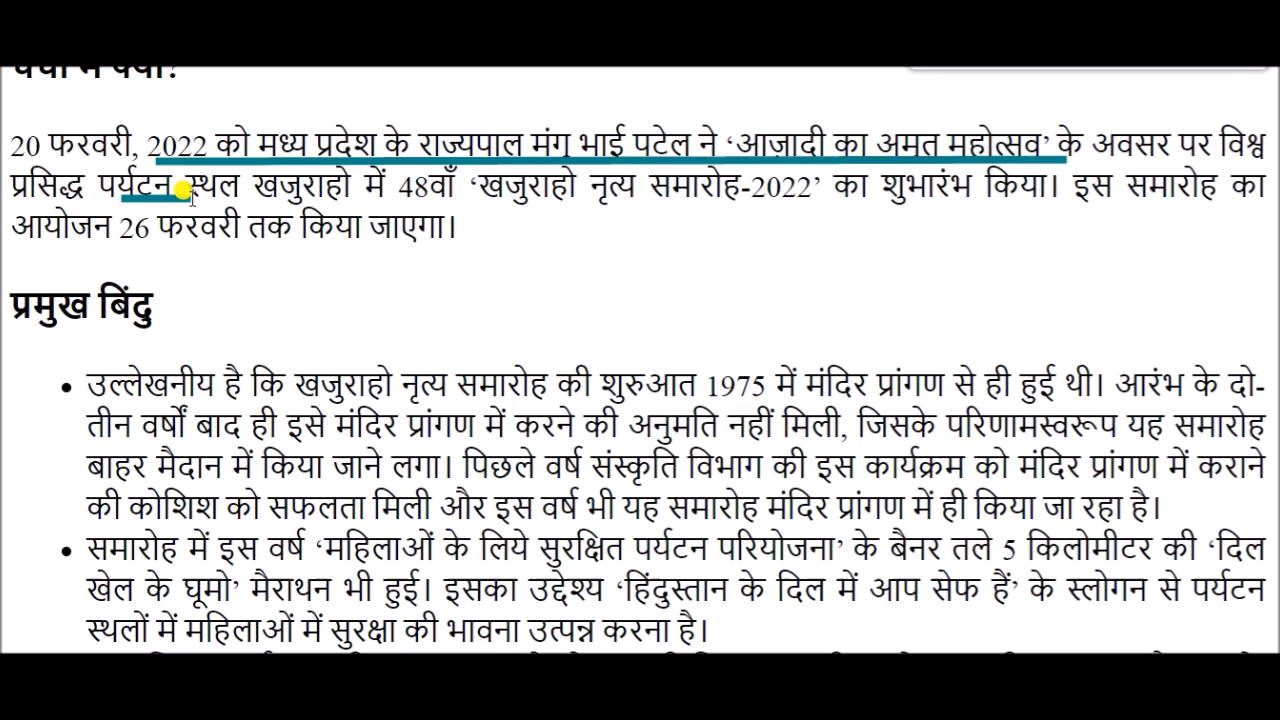 चर्चा में क्यों?
20 फरवरी, 2022 को मध्य प्रदेश के राज्यपाल मंगू भाई पटेल ने ‘आज़ादी का अमृत महोत्सव’ के अवसर पर विश्व
प्रसिद्ध पर्यटन स्थल खजुराहो में 48वाँ ‘खजुराहो नृत्य समारोह-2022’ का शुभारंभ किया। इस समारोह का
आयोजन 26 फरवरी तक किया जाएगा।
प्रमुख बिंदु
• उल्लेखनीय है कि खजुराहो नृत्य समारोह की शुरुआत 1975 में मंदिर प्रांगण से ही हुई थी। आरंभ के दो-
तीन वर्षों बाद ही इसे मंदिर प्रांगण में करने की अनुमति नहीं मिली, जिसके परिणामस्वरूप यह समारोह
बाहर मैदान में किया जाने लगा। पिछले वर्ष संस्कृति विभाग की इस कार्यक्रम को मंदिर प्रांगण में कराने
की कोशिश को सफलता मिली और इस वर्ष भी यह समारोह मंदिर प्रांगण में ही किया जा रहा है।
• समारोह में इस वर्ष ‘महिलाओं के लिये सुरक्षित पर्यटन परियोजना’ के बैनर तले 5 किलोमीटर की ‘दिल
खेल के घूमो’ मैराथन भी हुई। इसका उद्देश्य ‘हिंदुस्तान के दिल में आप सेफ हैं’ के स्लोगन से पर्यटन
स्थलों में महिलाओं में सुरक्षा की भावना उत्पन्न करना है।